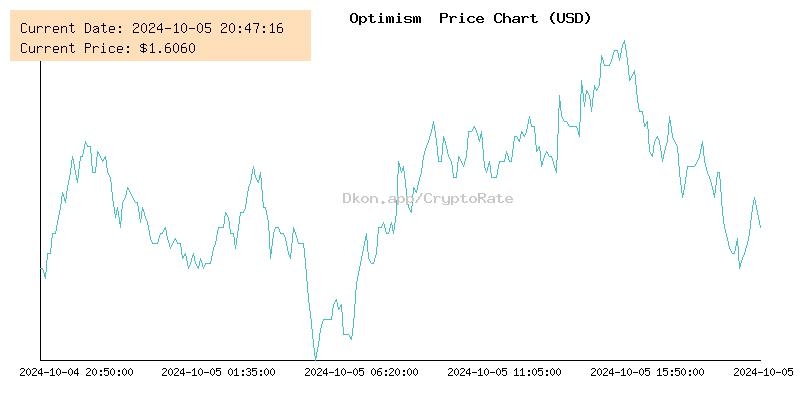 Optimism  Price Chart (USD)
Current Date: 2024-10-05 20:47:16
Current Price: $1.6060
Dkon.app/CryptoRate
2024-10-04 20:50:00 2024-10-05 01:35:00 2024-10-05 06:20:00 2024-10-05 11:05:00 2024-10-05 15:50:00 2024-10-05